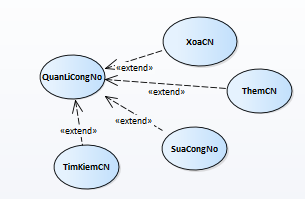 XoaCN
«extend»
QuanLiCongNo
«extend»
ThemCN
«extend»
«extend»
SuaCongNo
TimKiemCN